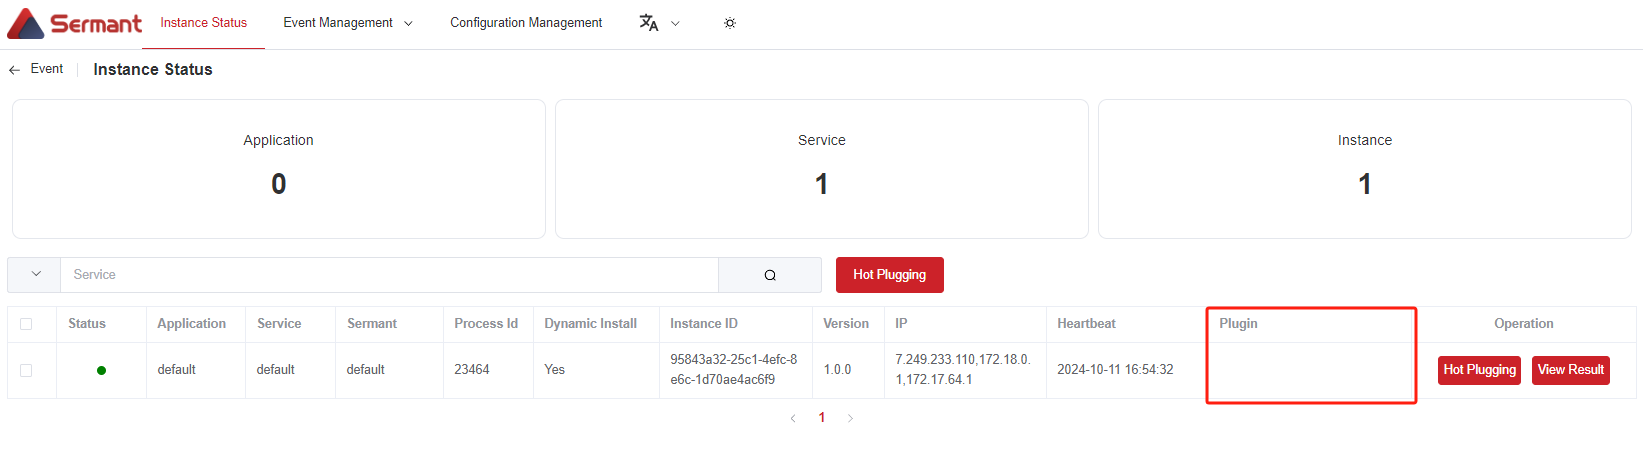 Sermant Instance Status Event Management Configuration Management
Event Instance Status
Application Service Instance
0 1 1
Service Hot Plugging
Status Application Service Sermant Process Id Dynamic Install Instance ID Version IP Heartbeat Plugin Operation
default default default 23464 Yes 95843a32-25c1-4efc-8 1.0.0 7.249.233.110,172.18.0. 2024-10-11 16:54:32 Hot Plugging View Result
e6c-1d70ae4ac6f9 1,172.17.64.1
1